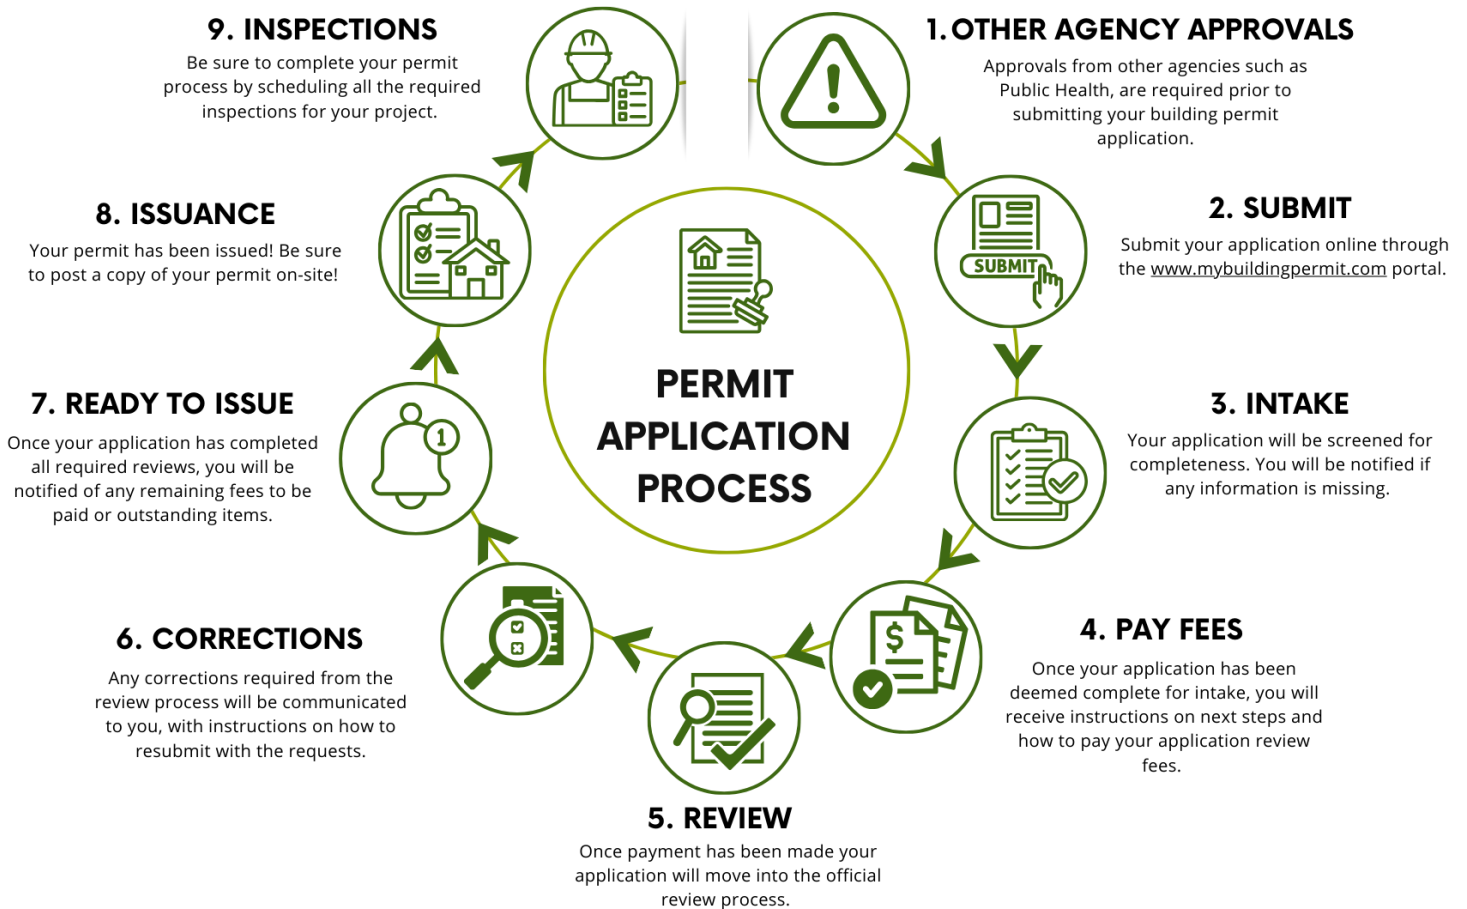 PERMIT
APPLICATION
PROCESS
1. OTHER AGENCY APPROVALS
Approvals from other agencies such as
Public Health, are required prior to
submitting your building permit
application.
2. SUBMIT
Submit your application online through
the www.mybuildingpermit.com portal.
SUBMIT
3. INTAKE
Your application will be screened for
completeness. You will be notified if
any information is missing.
4. PAY FEES
Once your application has been
deemed complete for intake, you will
receive instructions on next steps and
how to pay your application review
fees.
$
5. REVIEW
Once payment has been made your
application will move into the official
review process.
6. CORRECTIONS
Any corrections required from the
review process will be communicated
to you, with instructions on how to
resubmit with the requests.
7. READY TO ISSUE
Once your application has completed
all required reviews, you will be
notified of any remaining fees to be
paid or outstanding items.
1
8. ISSUANCE
Your permit has been issued! Be sure
to post a copy of your permit on-site!
9. INSPECTIONS
Be sure to complete your permit
process by scheduling all the required
inspections for your project.